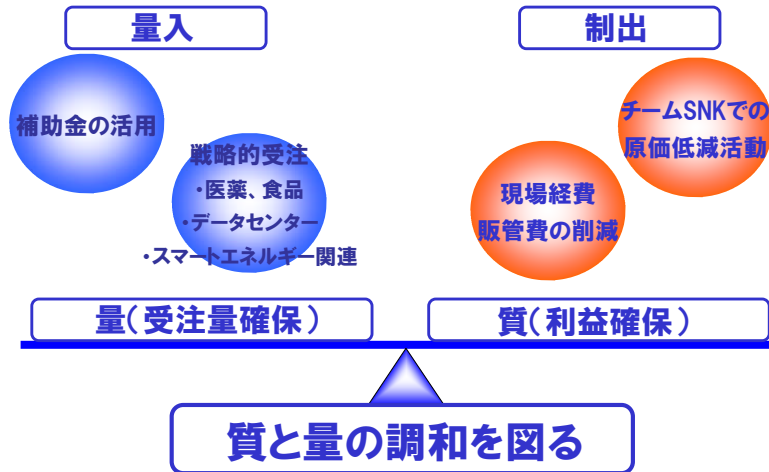 量入
制出
補助金の活用
戦略的受注
・医薬、食品
・データセンター
・スマートエネルギー関連
チームSNKでの
原価低減活動
現場経費
販管費の削減
量(受注量確保)
質(利益確保)
質と量の調和を図る